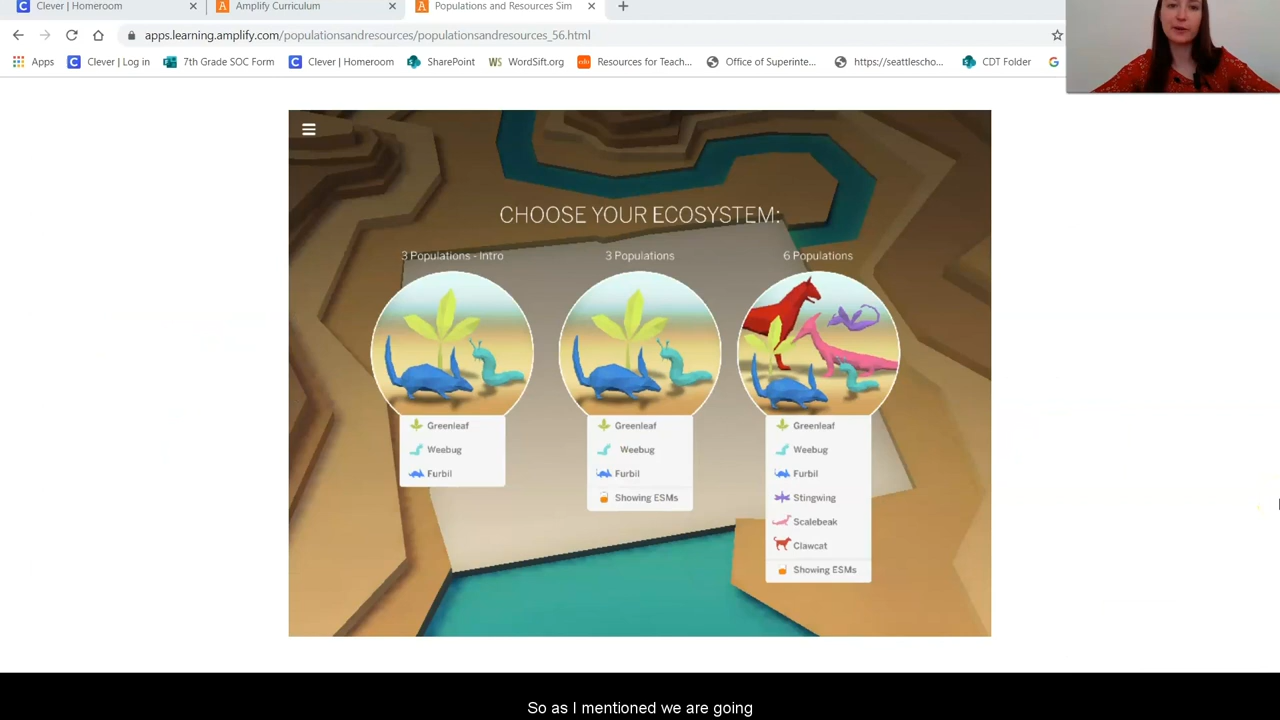 Clever | Homeroom
Amplify Curriculum
Populations and Resources Sim
apps.learning.amplify.com/populationsandresources/populationsandresources_56.html
Apps Clever | Log in 7th Grade SOC Form Clever | Homeroom SharePoint WS WordSift.org edo Resources for Teach... Office of Superinte... https://seattlescho... CDT Folder G
CHOOSE YOUR ECOSYSTEM:
3 Populations - Intro
Greenleaf
Weebug
Furbil
3 Populations
Greenleaf
Weebug
Furbil
Showing ESMs
6 Populations
Greenleaf
Weebug
Furbil
Stingwing
Scalebeak
Clawcat
Showing ESMs
So as I mentioned we are going